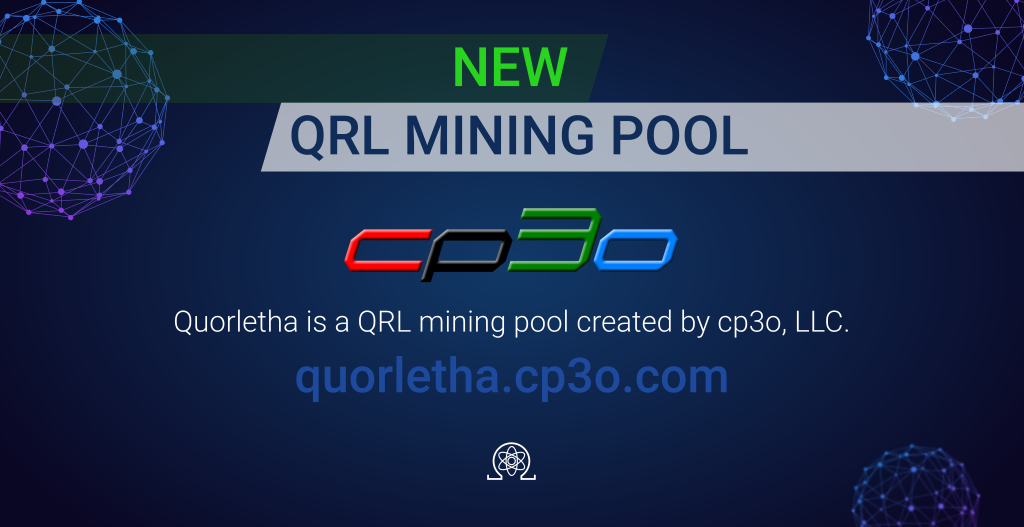 NEW
QRL MINING POOL
cp3o
Quorletha is a QRL mining pool created by cp3o, LLC.
quorletha.cp3o.com